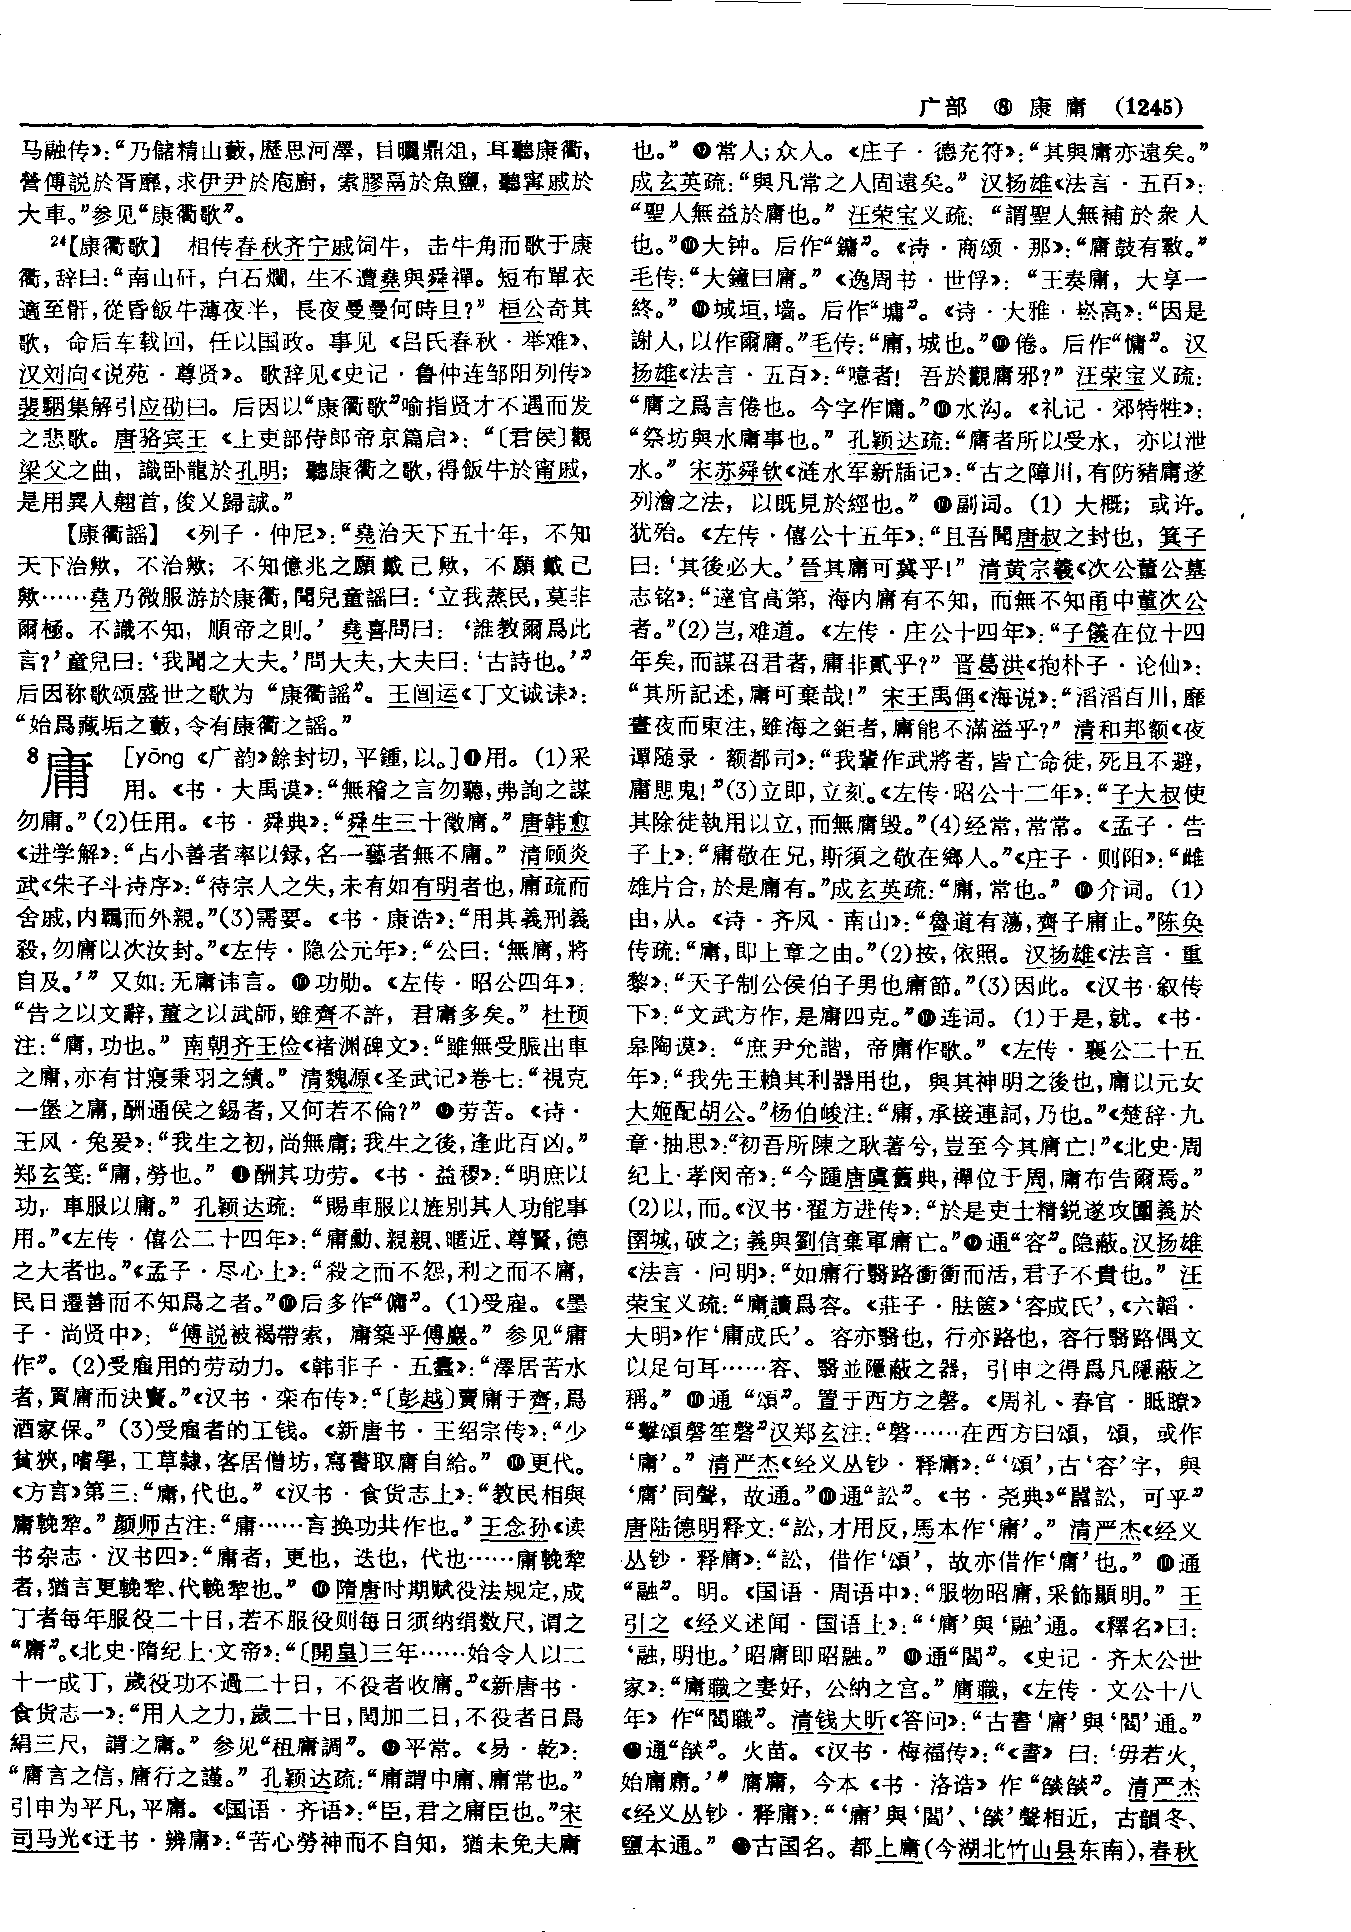 广部 ⑧ 康庸 (1245)
马融传》：“乃儲精山藪，歷思河澤，目矖鼎俎，耳聽康衢，
營傅説於胥靡，求伊尹於庖廚，索膠鬲於魚鹽，聽甯戚於
大車。”参见“康衢歌”。
24【康衢歌】 相传春秋齐宁戚饲牛，击牛角而歌于康
衢，辞曰：“南山矸，白石爛，生不遭堯與舜禪。短布單衣
適至骭，從昏飯牛薄夜半，長夜曼曼何時旦？”桓公奇其
歌，命后车载回，任以国政。事见《吕氏春秋·举难》、
汉刘向《说苑·尊贤》。歌辞见《史记·鲁仲连邹阳列传》
裴駰集解引应劭曰。后因以“康衢歌”喻指贤才不遇而发
之悲歌。唐骆宾王《上吏部侍郎帝京篇启》：“〔君侯〕觀
梁父之曲，識卧龍於孔明；聽康衢之歌，得飯牛於甯戚，
是用異人翹首，俊乂歸誠。”
【康衢謡】《列子·仲尼》：“堯治天下五十年，不知
天下治歟，不治歟；不知億兆之願戴己歟，不願戴己
歟……堯乃微服游於康衢，聞兒童謡曰：‘立我蒸民，莫非
爾極。不識不知，順帝之則。’堯喜問曰：‘誰教爾爲此
言？’童兒曰：‘我聞之大夫。’問大夫，大夫曰：‘古詩也。’”
后因称歌颂盛世之歌为“康衢謡”。王闿运《丁文诚诔》：
“始爲藏垢之藪，令有康衢之謡。”
8庸 [yōng《广韵》餘封切，平鍾，以。]❶用。(1)采
用。《书·大禹谟》：“無稽之言勿聽，弗詢之謀
勿庸。”(2)任用。《书·舜典》：“舜生三十徵庸。”唐韩愈
《进学解》：“占小善者率以録，名一藝者無不庸。”清顾炎
武《朱子斗诗序》：“待宗人之失，未有如有明者也，庸疏而
舍戚，内羈而外親。”(3)需要。《书·康诰》：“用其義刑義
殺，勿庸以次汝封。”《左传·隐公元年》：“公曰：‘無庸，將
自及。’”又如：无庸讳言。❷功勋。《左传·昭公四年》：
“告之以文辭，董之以武師，雖齊不許，君庸多矣。”杜预
注：“庸，功也。”南朝齐王俭《褚渊碑文》：“雖無受脤出車
之庸，亦有甘寢秉羽之績。”清魏源《圣武记》卷七：“視克
一堡之庸，酬通侯之錫者，又何若不倫？”❸劳苦。《诗·
王风·兔爰》：“我生之初，尚無庸；我生之後，逢此百凶。”
郑玄笺：“庸，勞也。”❹酬其功劳。《书·益稷》：“明庶以
功，車服以庸。”孔颖达疏：“賜車服以旌别其人功能事
用。”《左传·僖公二十四年》：“庸勳、親親、暱近、尊賢，德
之大者也。”《孟子·尽心上》：“殺之而不怨，利之而不庸，
民日遷善而不知爲之者。”❺后多作“傭”。(1)受雇。《墨
子·尚贤中》：“傅説被褐帶索，庸築乎傅巖。”参见“庸
作”。(2)受雇用的劳动力。《韩非子·五蠹》：“澤居苦水
者，買庸而決竇。”《汉书·栾布传》：“〔彭越〕賣庸于齊，爲
酒家保。”(3)受雇者的工钱。《新唐书·王绍宗传》：“少
貧狹，嗜學，工草隸，客居僧坊，寫書取庸自給。”❻更代。
《方言》第三：“庸，代也。”《汉书·食货志上》：“教民相與
庸輓犂。”颜师古注：“庸……言换功共作也。”王念孙《读
书杂志·汉书四》：“庸者，更也，迭也，代也……庸輓犂
者，猶言更輓犂、代輓犂也。”❼隋唐时期赋役法规定，成
丁者每年服役二十日，若不服役则每日须纳绢数尺，谓之
“庸”。《北史·隋纪上·文帝》：“〔開皇〕三年……始令人以二
十一成丁，歲役功不過二十日，不役者收庸。”《新唐书·
食货志一》：“用人之力，歲二十日，閏加二日，不役者日爲
絹三尺，謂之庸。”参见“租庸調”。❽平常。《易·乾》：
“庸言之信，庸行之謹。”孔颖达疏：“庸謂中庸、庸常也。”
引申为平凡，平庸。《国语·齐语》：“臣，君之庸臣也。”宋
司马光《迂书·辨庸》：“苦心勞神而不自知，猶未免夫庸
也。”❾常人；众人。《庄子·德充符》：“其與庸亦遠矣。”
成玄英疏：“與凡常之人固遠矣。”汉扬雄《法言·五百》：
“聖人無益於庸也。”汪荣宝义疏：“謂聖人無補於衆人
也。”❿大钟。后作“鏞”。《诗·商颂·那》：“庸鼓有斁。”
毛传：“大鐘曰庸。”《逸周书·世俘》：“王奏庸，大享一
終。”⓫城垣，墙。后作“墉”。《诗·大雅·崧高》：“因是
謝人，以作爾庸。”毛传：“庸，城也。”⓬倦。后作“慵”。汉
扬雄《法言·五百》：“噫者！吾於觀庸邪？”汪荣宝义疏：
“庸之爲言倦也。今字作慵。”⓭水沟。《礼记·郊特牲》：
“祭坊與水庸事也。”孔颖达疏：“庸者所以受水，亦以泄
水。”宋苏舜钦《涟水军新牐记》：“古之障川，有防豬庸遂
列澮之法，以既見於經也。”⓮副词。(1)大概；或许。
犹殆。《左传·僖公十五年》：“且吾聞唐叔之封也，箕子
曰：‘其後必大。’晉其庸可冀乎！”清黄宗羲《次公董公墓
志铭》：“達官高第，海内庸有不知，而無不知甬中董次公
者。”(2)岂，难道。《左传·庄公十四年》：“子儀在位十四
年矣，而謀召君者，庸非貳乎？”晋葛洪《抱朴子·论仙》：
“其所記述，庸可棄哉！”宋王禹偁《海说》：“滔滔百川，靡
晝夜而東注，雖海之鉅者，庸能不滿溢乎？”清和邦额《夜
谭随录·额都司》：“我輩作武將者，皆亡命徒，死且不避，
庸愳鬼！”(3)立即，立刻。《左传·昭公十二年》：“子大叔使
其除徒執用以立，而無庸毁。”(4)经常，常常。《孟子·告
子上》：“庸敬在兄，斯須之敬在鄉人。”《庄子·则阳》：“雌
雄片合，於是庸有。”成玄英疏：“庸，常也。”⓯介词。(1)
由，从。《诗·齐风·南山》：“魯道有蕩，齊子庸止。”陈奂
传疏：“庸，即上章之由。”(2)按，依照。汉扬雄《法言·重
黎》：“天子制公侯伯子男也庸節。”(3)因此。《汉书·叙传
下》：“文武方作，是庸四克。”⓰连词。(1)于是，就。《书·
皋陶谟》：“庶尹允諧，帝庸作歌。”《左传·襄公二十五
年》：“我先王賴其利器用也，與其神明之後也，庸以元女
大姬配胡公。”杨伯峻注：“庸，承接連詞，乃也。”《楚辞·九
章·抽思》：“初吾所陳之耿著兮，豈至今其庸亡！”《北史·周
纪上·孝闵帝》：“今踵唐虞舊典，禪位于周，庸布告爾焉。”
(2)以，而。《汉书·翟方进传》：“於是吏士精鋭遂攻圍義於
圉城，破之；義與劉信棄軍庸亡。”⓱通“容”。隐蔽。汉扬雄
《法言·问明》：“如庸行翳路衝衝而活，君子不貴也。”汪
荣宝义疏：“庸讀爲容。《莊子·胠篋》‘容成氏’，《六韜·
大明》作‘庸成氏’。容亦翳也，行亦路也，容行翳路偶文
以足句耳……容、翳並隱蔽之器，引申之得爲凡隱蔽之
稱。”⓲通“頌”。置于西方之磬。《周礼·春官·眡瞭》
“擊頌磬笙磬”汉郑玄注：“磬……在西方曰頌，頌，或作
‘庸’。”清严杰《经义丛钞·释庸》：“‘頌’，古‘容’字，與
‘庸’同聲，故通。”⓳通“訟”。《书·尧典》“嚚訟，可乎”
唐陆德明释文：“訟，才用反，馬本作‘庸’。”清严杰《经义
丛钞·释庸》：“訟，借作‘頌’，故亦借作‘庸’也。”⓴通
“融”。明。《国语·周语中》：“服物昭庸，采飾顯明。”王
引之《经义述闻·国语上》：“‘庸’與‘融’通。《釋名》曰：
‘融，明也。’昭庸即昭融。”㉑通“閻”。《史记·齐太公世
家》：“庸職之妻好，公納之宫。”庸職，《左传·文公十八
年》作“閻職”。清钱大昕《答问》：“古書‘庸’與‘閻’通。”
㉒通“燄”。火苗。《汉书·梅福传》：“《書》曰：‘毋若火，
始庸庸。’”庸庸，今本《书·洛诰》作“燄燄”。清严杰
《经义丛钞·释庸》：“‘庸’與‘閻’、‘燄’聲相近，古韻冬、
鹽本通。”㉓古国名。都上庸（今湖北竹山县东南），春秋